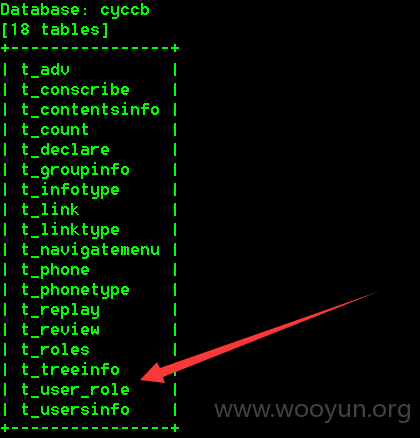 Database: cyccb
[18 tables]
+----------------+
| t_adv          |
| t_conscribe    |
| t_contentsinfo |
| t_count        |
| t_declare      |
| t_groupinfo    |
| t_infotype     |
| t_link         |
| t_linktype     |
| t_navigatemenu |
| t_phone        |
| t_phonetype    |
| t_replay       |
| t_review       |
| t_roles        |
| t_treeinfo     |
| t_user_role    |
| t_usersinfo    |
+----------------+
www.wooyun.org